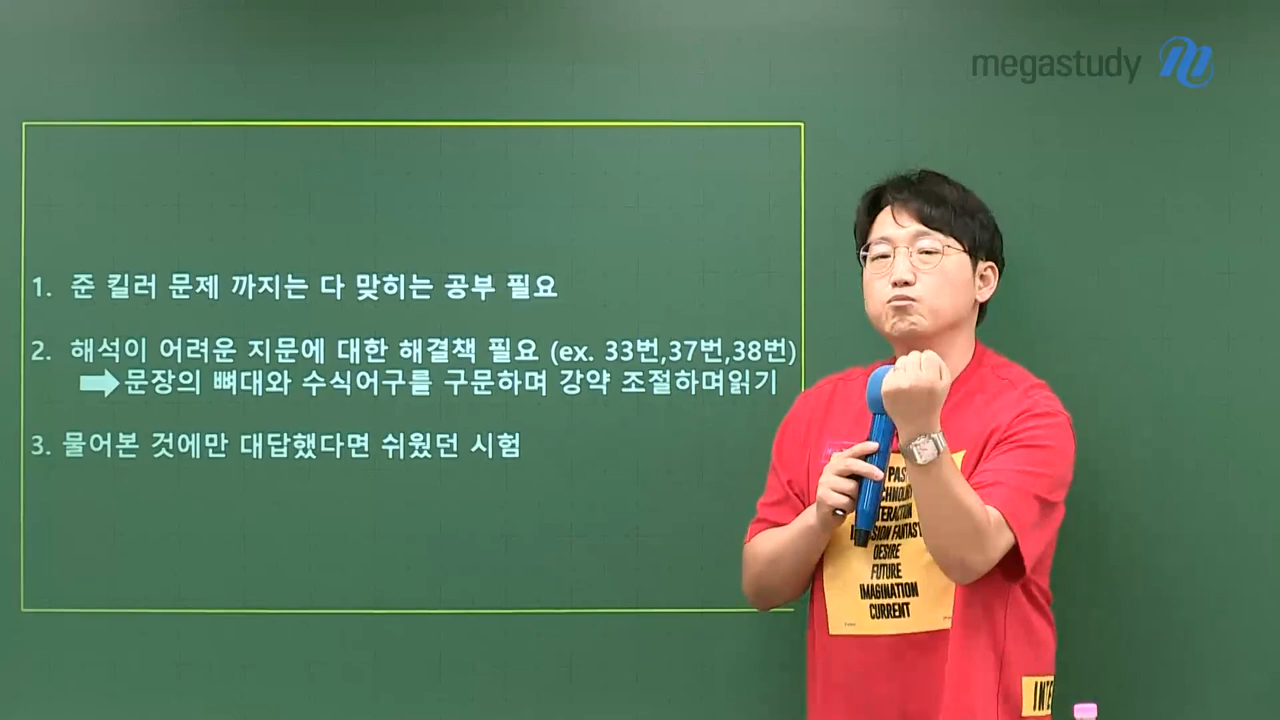 megastudy
1. 준 킬러 문제 까지는 다 맞히는 공부 필요
2. 해석이 어려운 지문에 대한 해결책 필요 (ex. 33번,37번,38번)
문장의 뼈대와 수식어구를 구문하며 강약 조절하며읽기
3. 물어본 것에만 대답했다면 쉬웠던 시험
PAS
DESIRE
FUTURE
IMAGINATION
CURRENT
INTE